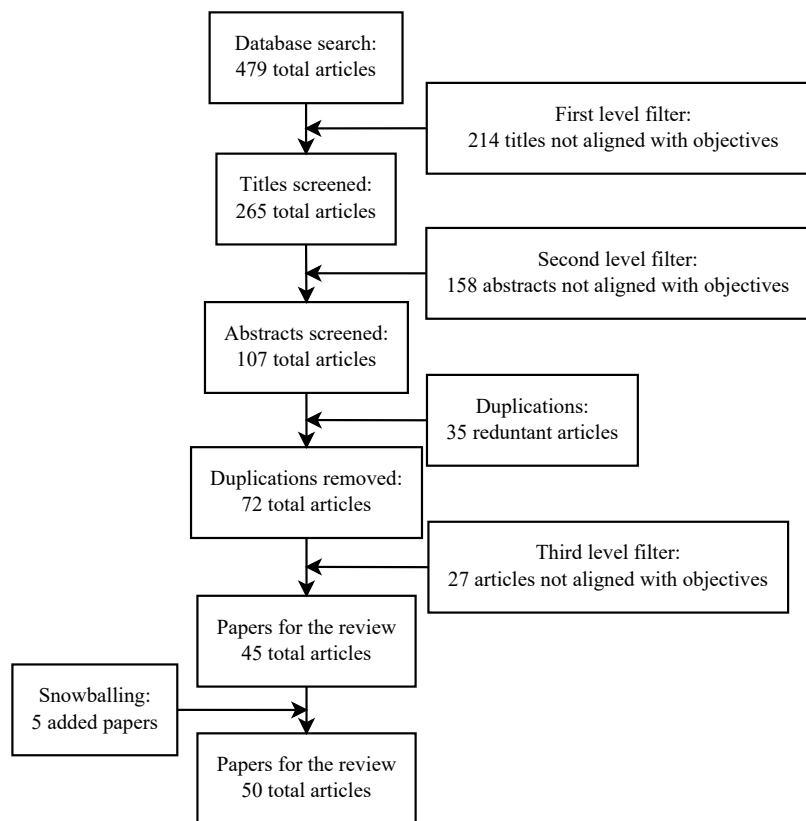 Database search:
479 total articles
First level filter:
214 titles not aligned with objectives
Titles screened:
265 total articles
Second level filter:
158 abstracts not aligned with objectives
Abstracts screened:
107 total articles
Duplications:
35 reduntant articles
Duplications removed:
72 total articles
Third level filter:
27 articles not aligned with objectives
Papers for the review
45 total articles
Snowballing:
5 added papers
Papers for the review
50 total articles